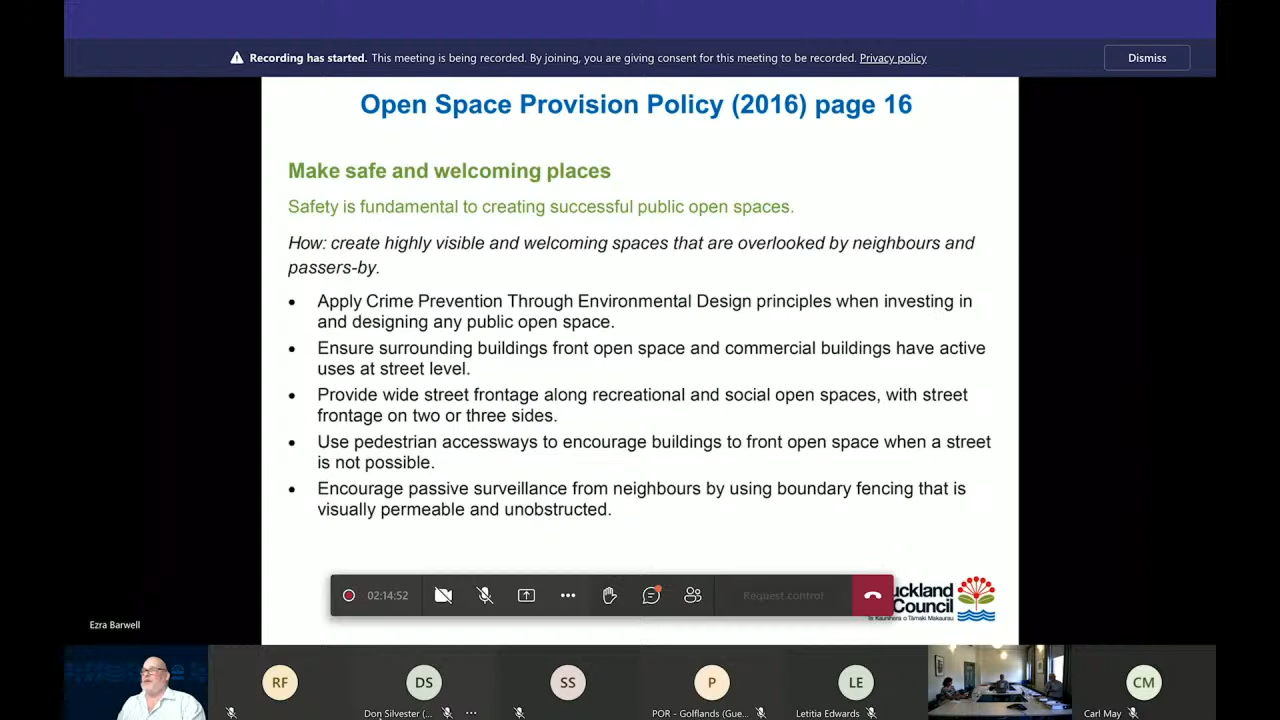 Recording has started. This meeting is being recorded. By joining, you are giving consent for this meeting to be recorded. Privacy policy
Dismiss
Open Space Provision Policy (2016) page 16
Make safe and welcoming places
Safety is fundamental to creating successful public open spaces.
How: create highly visible and welcoming spaces that are overlooked by neighbours and
passers-by.
• Apply Crime Prevention Through Environmental Design principles when investing in
and designing any public open space.
• Ensure surrounding buildings front open space and commercial buildings have active
uses at street level.
• Provide wide street frontage along recreational and social open spaces, with street
frontage on two or three sides.
• Use pedestrian accessways to encourage buildings to front open space when a street
is not possible.
• Encourage passive surveillance from neighbours by using boundary fencing that is
visually permeable and unobstructed.
02:14:52
Request control
uckland
Council
Te Kaunihera o Tāmaki Makaurau
Ezra Barwell
RF
DS
SS
P
LE
CM
Don Silvester (...
POR - Golflands (Gue...
Letitia Edwards
Carl May